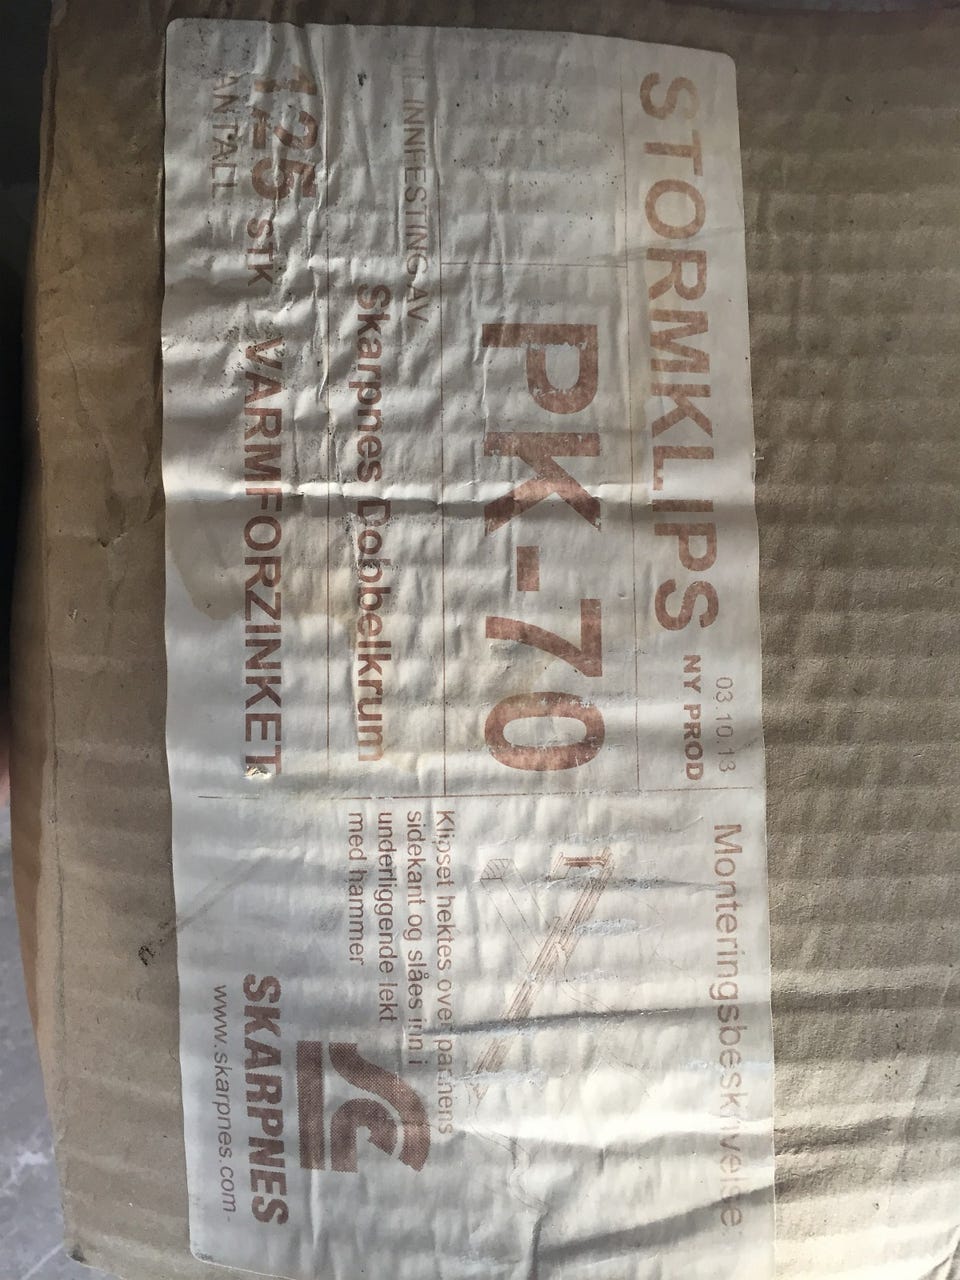 STORMKLIPS
03.10.13
NY PROD
PK-70
TIL INNFESTING AV
Skarpnes Dobbelkrum
125 STK VARMFORZINKET
ANTALL
Monteringsbeskrivelse
Klipset hektes over pannens
sidekant og slåes inn i
underliggende lekt
med hammer
SKARPNES
www.skarpnes.com